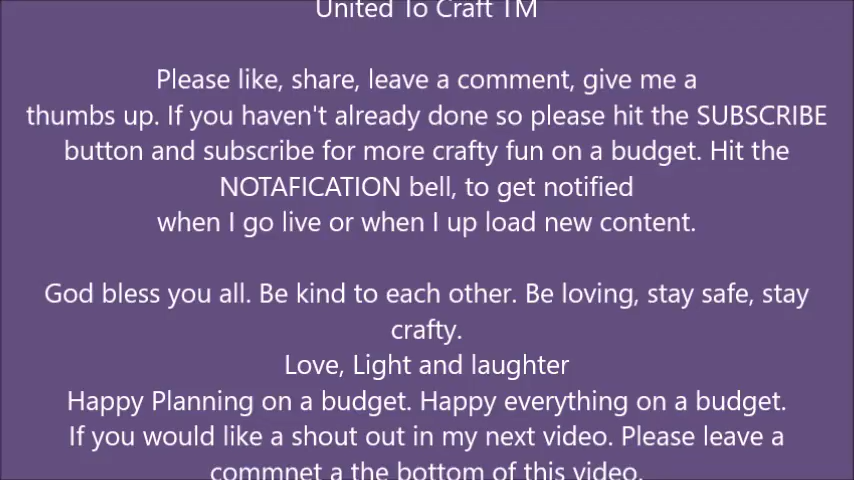 United To Craft TM
Please like, share, leave a comment, give me a
thumbs up. If you haven't already done so please hit the SUBSCRIBE
button and subscribe for more crafty fun on a budget. Hit the
NOTAFICATION bell, to get notified
when I go live or when I up load new content.
God bless you all. Be kind to each other. Be loving, stay safe, stay
crafty.
Love, Light and laughter
Happy Planning on a budget. Happy everything on a budget.
If you would like a shout out in my next video. Please leave a
commnet a the bottom of this video.